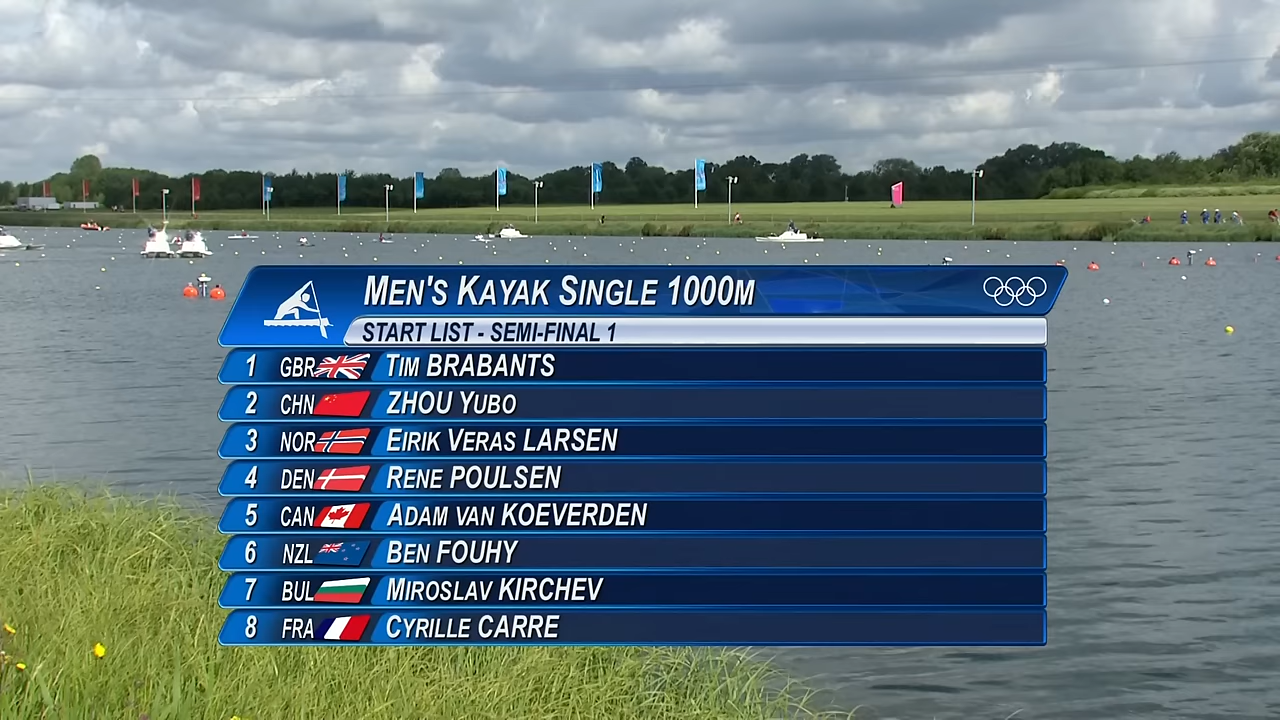 MEN'S KAYAK SINGLE 1000M
START LIST - SEMI-FINAL 1
1 GBR TIM BRABANTS
2 CHN ZHOU YUBO
3 NOR EIRIK VERAS LARSEN
4 DEN RENE POULSEN
5 CAN ADAM VAN KOEVERDEN
6 NZL BEN FOUHY
7 BUL MIROSLAV KIRCHEV
8 FRA CYRILLE CARRE